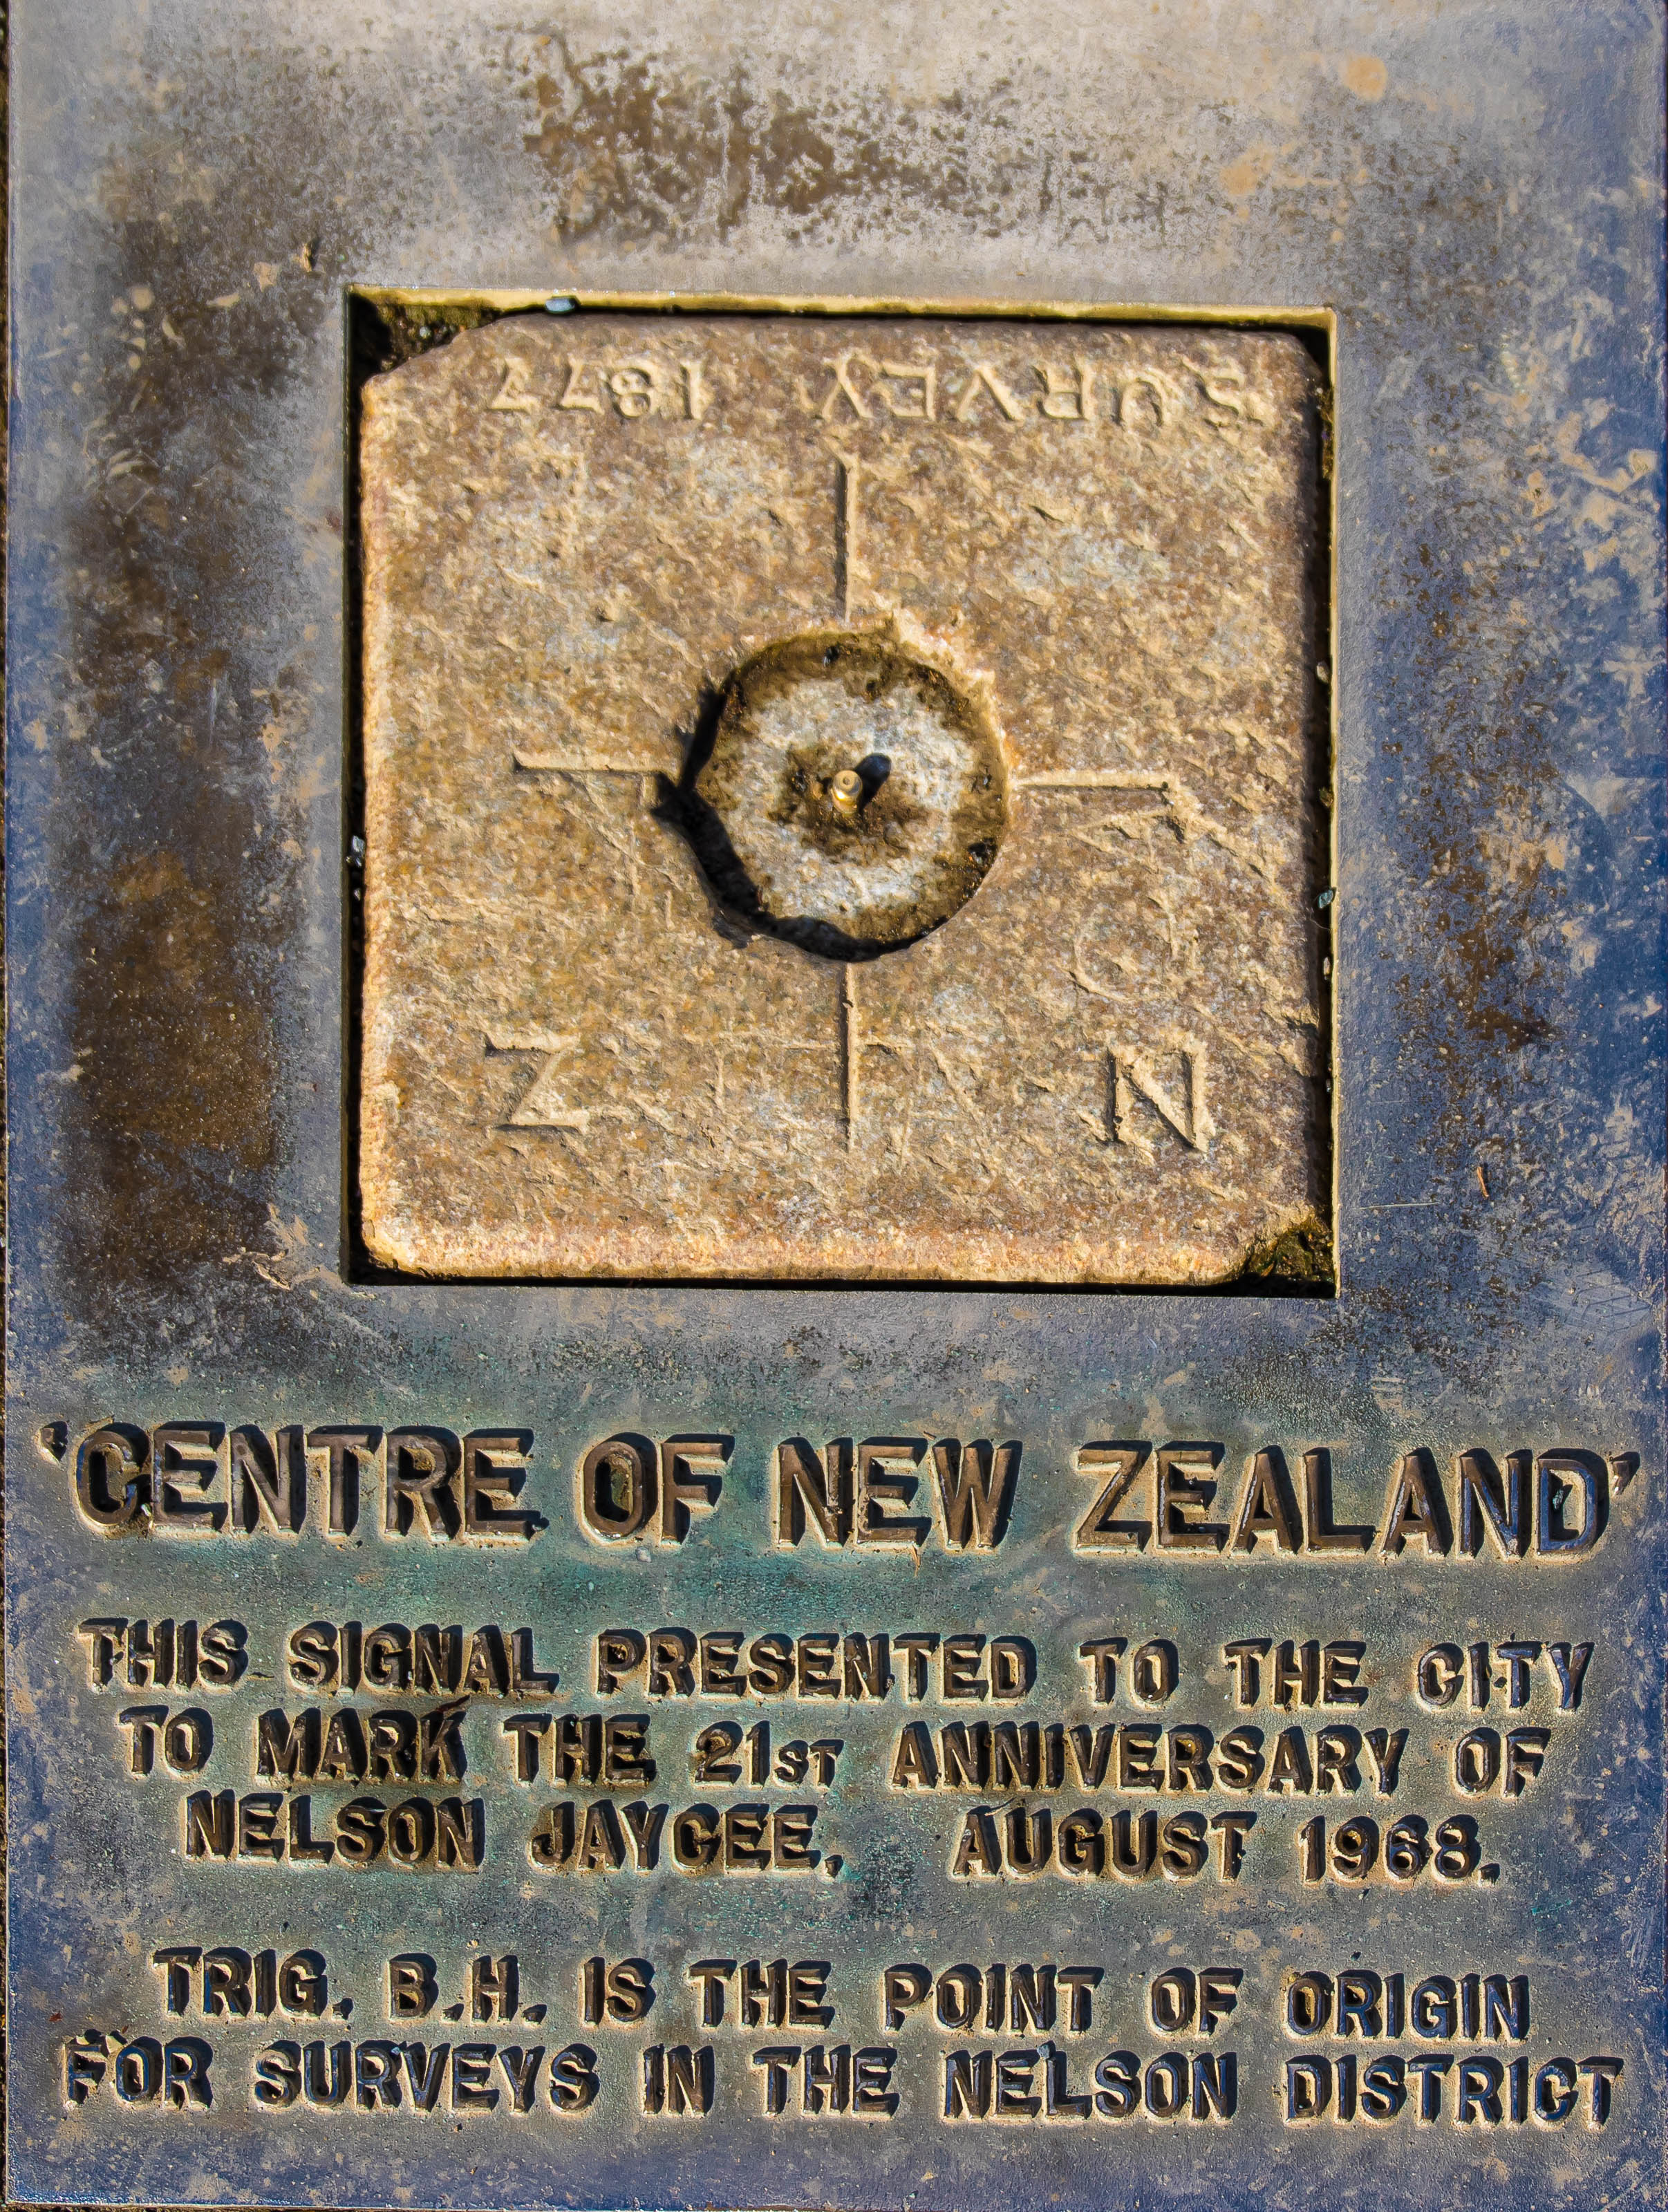 SURVEY 1877
N Z
'CENTRE OF NEW ZEALAND'
THIS SIGNAL PRESENTED TO THE CITY
TO MARK THE 21ST ANNIVERSARY OF
NELSON JAYCEE, AUGUST 1968.
TRIG. B.H. IS THE POINT OF ORIGIN
FOR SURVEYS IN THE NELSON DISTRICT